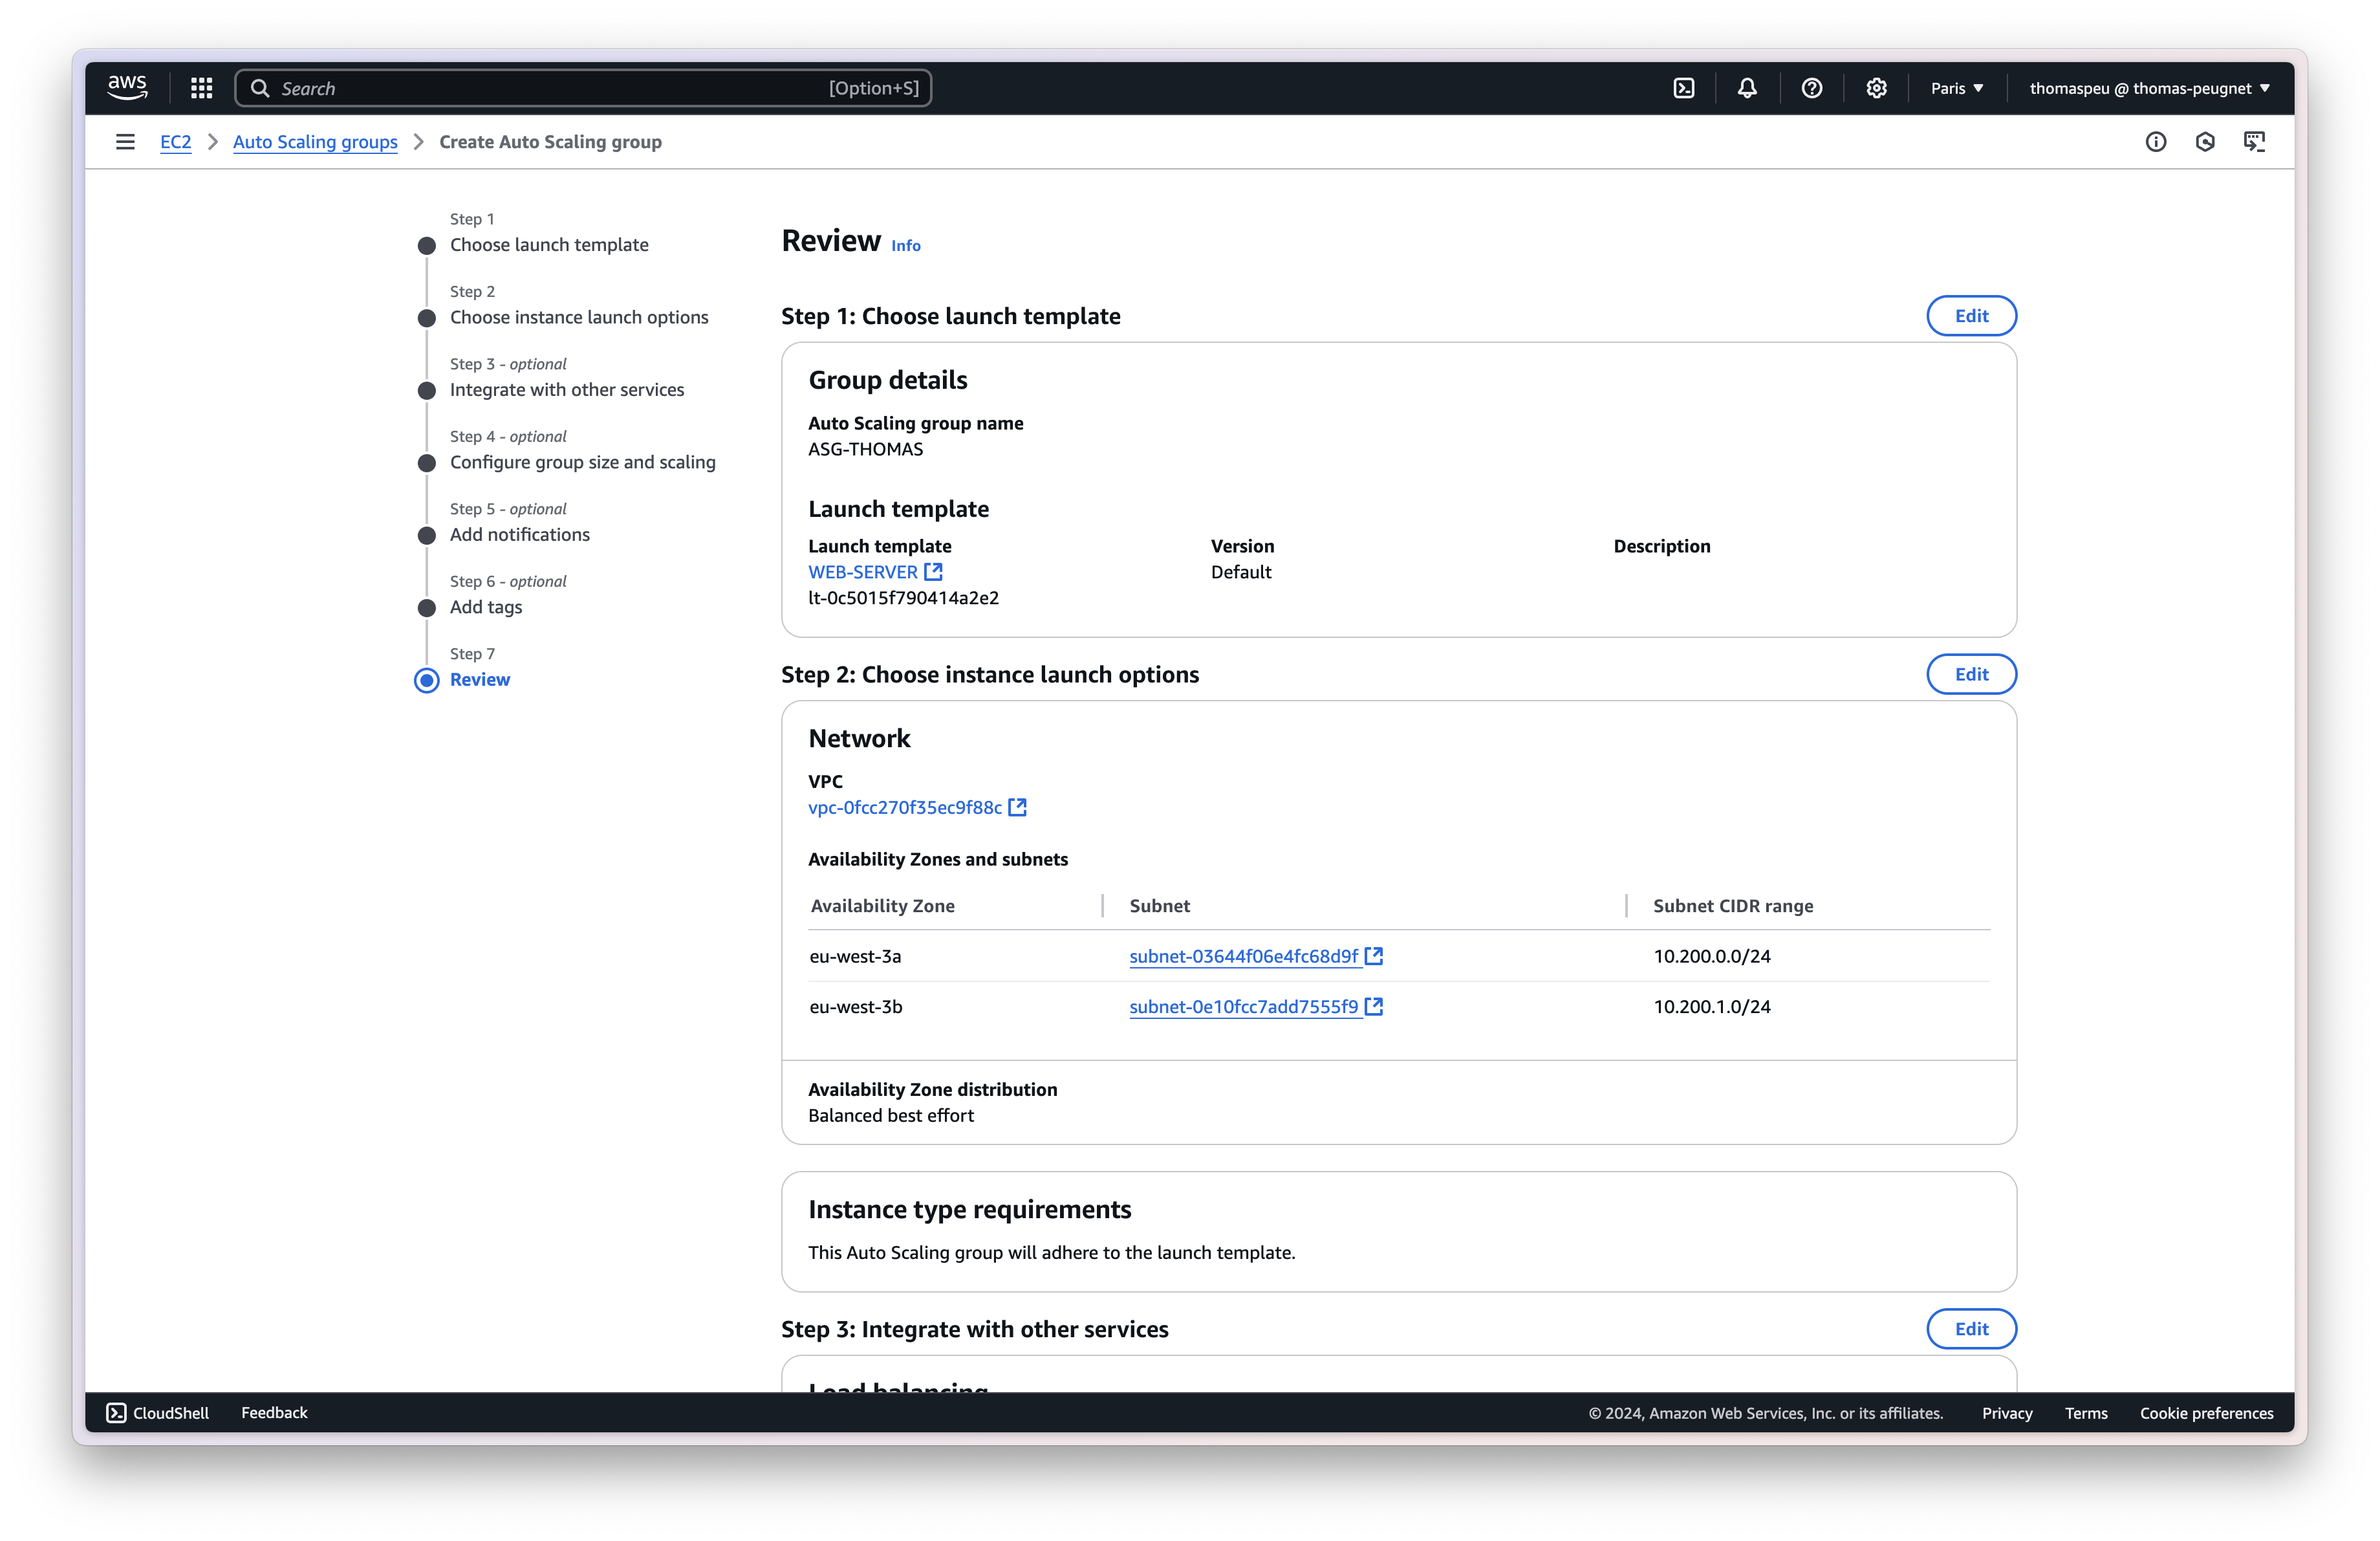 aws
Search [Option+S]
Paris ▼
thomaspeu @ thomas-peugnet ▼
EC2 > Auto Scaling groups > Create Auto Scaling group
Step 1
Choose launch template
Step 2
Choose instance launch options
Step 3 - optional
Integrate with other services
Step 4 - optional
Configure group size and scaling
Step 5 - optional
Add notifications
Step 6 - optional
Add tags
Step 7
Review
Review Info
Step 1: Choose launch template Edit
Group details
Auto Scaling group name
ASG-THOMAS
Launch template
Launch template Version Description
WEB-SERVER Default
lt-0c5015f790414a2e2
Step 2: Choose instance launch options Edit
Network
VPC
vpc-0fcc270f35ec9f88c
Availability Zones and subnets
Availability Zone Subnet Subnet CIDR range
eu-west-3a subnet-03644f06e4fc68d9f 10.200.0.0/24
eu-west-3b subnet-0e10fcc7add7555f9 10.200.1.0/24
Availability Zone distribution
Balanced best effort
Instance type requirements
This Auto Scaling group will adhere to the launch template.
Step 3: Integrate with other services Edit
Load balancing
CloudShell Feedback © 2024, Amazon Web Services, Inc. or its affiliates. Privacy Terms Cookie preferences